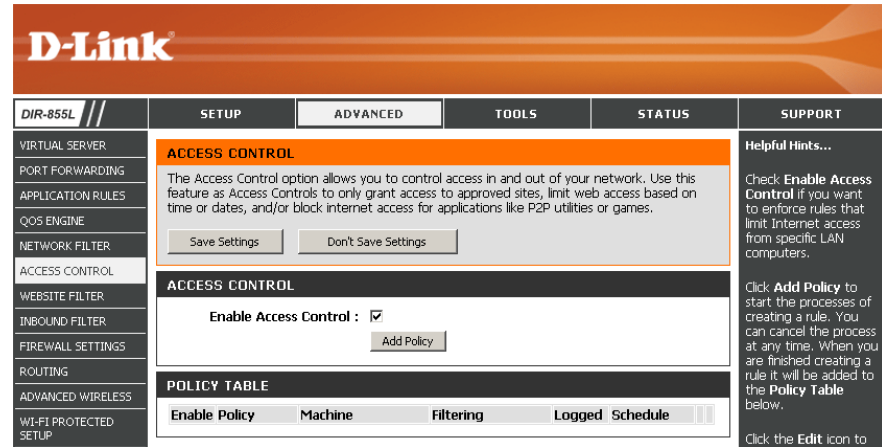 D-Link
DIR-855L
SETUP
ADVANCED
TOOLS
STATUS
SUPPORT
VIRTUAL SERVER
PORT FORWARDING
APPLICATION RULES
QOS ENGINE
NETWORK FILTER
ACCESS CONTROL
WEBSITE FILTER
INBOUND FILTER
FIREWALL SETTINGS
ROUTING
ADVANCED WIRELESS
WI-FI PROTECTED
SETUP
ACCESS CONTROL
The Access Control option allows you to control access in and out of your network. Use this
feature as Access Controls to only grant access to approved sites, limit web access based on
time or dates, and/or block internet access for applications like P2P utilities or games.
Save Settings
Don't Save Settings
ACCESS CONTROL
Enable Access Control :
Add Policy
POLICY TABLE
Enable Policy Machine Filtering Logged Schedule
Helpful Hints...
Check Enable Access
Control if you want
to enforce rules that
limit Internet access
from specific LAN
computers.
Click Add Policy to
start the processes of
creating a rule. You
can cancel the process
at any time. When you
are finished creating a
rule it will be added to
the Policy Table
below.
Click the Edit icon to